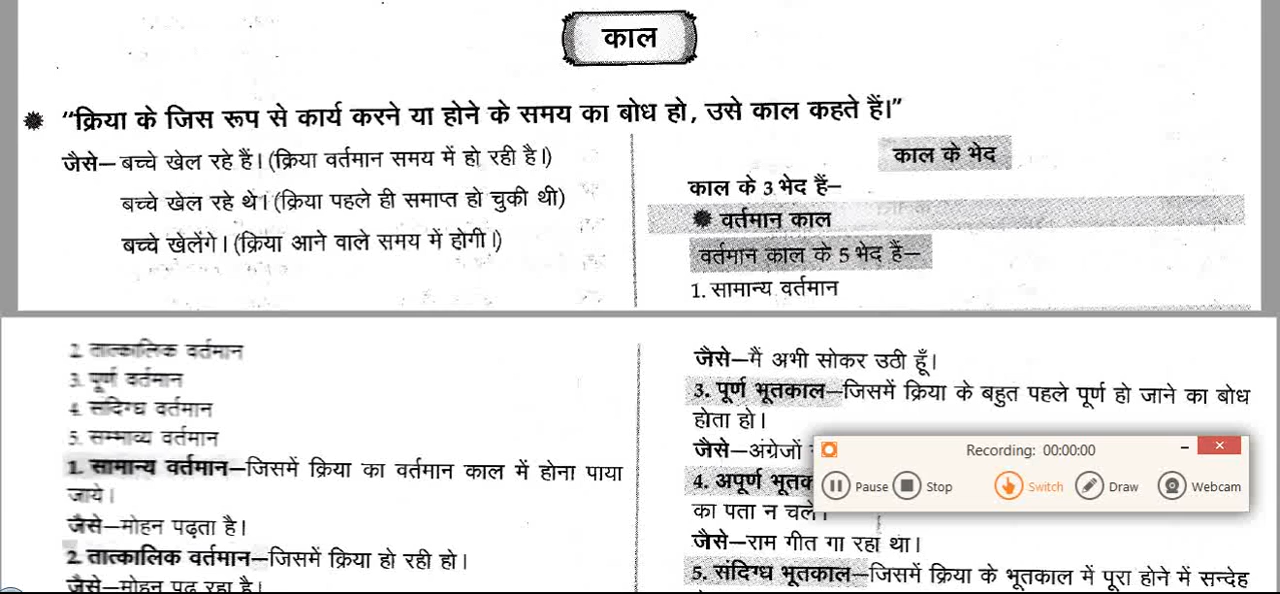 काल
“क्रिया के जिस रूप से कार्य करने या होने के समय का बोध हो, उसे काल कहते हैं।”
जैसे—बच्चे खेल रहे हैं। (क्रिया वर्तमान समय में हो रही है।)
बच्चे खेल रहे थे। (क्रिया पहले ही समाप्त हो चुकी थी)
बच्चे खेलेंगे। (क्रिया आने वाले समय में होगी।)
काल के भेद
काल के 3 भेद हैं—
वर्तमान काल
वर्तमान काल के 5 भेद हैं—
1. सामान्य वर्तमान
2. तात्कालिक वर्तमान
3. पूर्ण वर्तमान
4. संदिग्ध वर्तमान
5. सम्भाव्य वर्तमान
1. सामान्य वर्तमान—जिसमें क्रिया का वर्तमान काल में होना पाया
जाये।
जैसे—मोहन पढ़ता है।
2. तात्कालिक वर्तमान—जिसमें क्रिया हो रही हो।
जैसे—मोहन पढ़ रहा है।
जैसे—मैं अभी सोकर उठी हूँ।
3. पूर्ण भूतकाल—जिसमें क्रिया के बहुत पहले पूर्ण हो जाने का बोध
होता हो।
जैसे—अंग्रेजों
4. अपूर्ण
का पता न चले।
जैसे—राम गीत गा रहा था।
5. संदिग्ध भूतकाल—जिसमें क्रिया के भूतकाल में पूरा होने में सन्देह
Recording: 00:00:00
Pause Stop Switch Draw Webcam